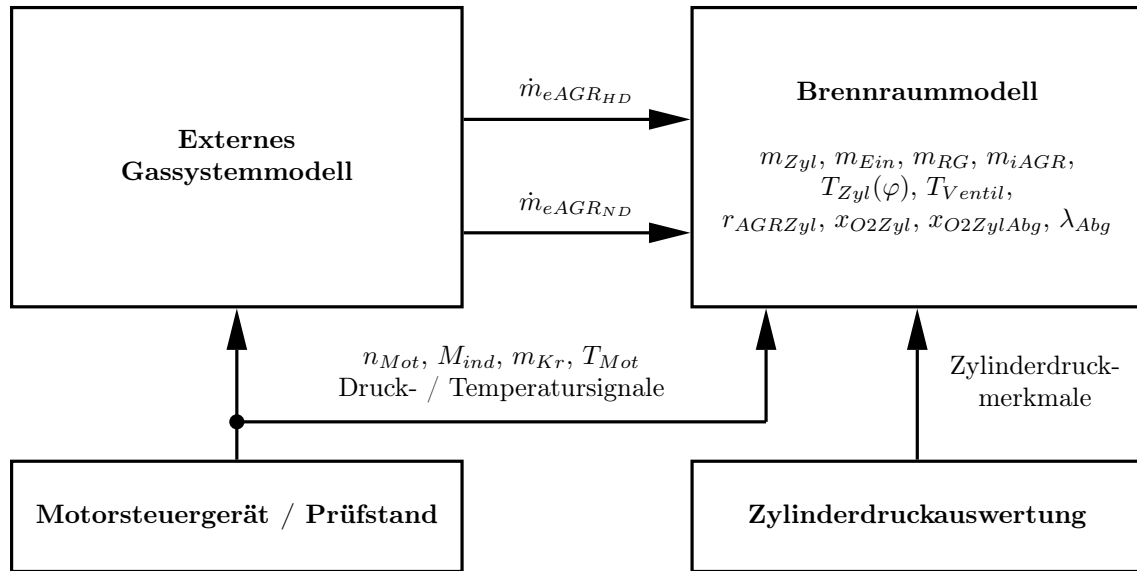 Externes
Gassystemmodell
ṁ_{eAGR_{HD}}
ṁ_{eAGR_{ND}}
Brennraummodell
m_{Zyl}, m_{Ein}, m_{RG}, m_{iAGR},
T_{Zyl}(φ), T_{Ventil},
r_{AGRZyl}, x_{O2Zyl}, x_{O2ZylAbg}, λ_{Abg}
n_{Mot}, M_{ind}, m_{Kr}, T_{Mot}
Druck- / Temperatursignale
Zylinderdruck-
merkmale
Motorsteuergerät / Prüfstand
Zylinderdruckauswertung